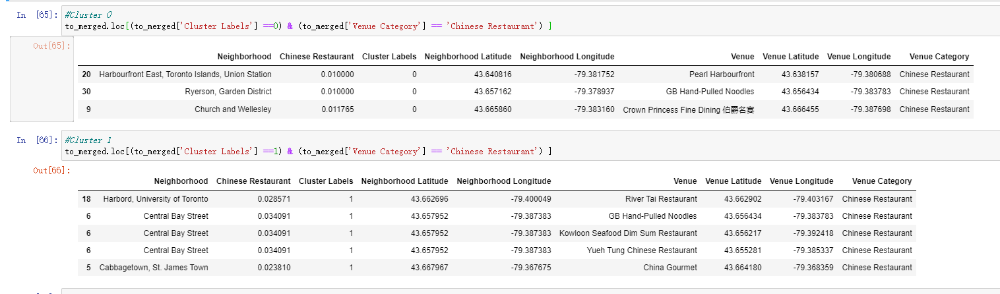 In [65]: #Cluster 0
to_merged.loc[(to_merged['Cluster Labels'] ==0) & (to_merged['Venue Category'] == 'Chinese Restaurant') ]
Out[65]:
Neighborhood Chinese Restaurant Cluster Labels Neighborhood Latitude Neighborhood Longitude Venue Venue Latitude Venue Longitude Venue Category
20 Harbourfront East, Toronto Islands, Union Station 0.010000 0 43.640816 -79.381752 Pearl Harbourfront 43.638157 -79.380688 Chinese Restaurant
30 Ryerson, Garden District 0.010000 0 43.657162 -79.378937 GB Hand-Pulled Noodles 43.656434 -79.383783 Chinese Restaurant
9 Church and Wellesley 0.011765 0 43.665860 -79.383160 Crown Princess Fine Dining 伯爵名宴 43.666455 -79.387698 Chinese Restaurant
In [66]: #Cluster 1
to_merged.loc[(to_merged['Cluster Labels'] ==1) & (to_merged['Venue Category'] == 'Chinese Restaurant') ]
Out[66]:
Neighborhood Chinese Restaurant Cluster Labels Neighborhood Latitude Neighborhood Longitude Venue Venue Latitude Venue Longitude Venue Category
18 Harbord, University of Toronto 0.028571 1 43.662696 -79.400049 River Tai Restaurant 43.662902 -79.403167 Chinese Restaurant
6 Central Bay Street 0.034091 1 43.657952 -79.387383 GB Hand-Pulled Noodles 43.656434 -79.383783 Chinese Restaurant
6 Central Bay Street 0.034091 1 43.657952 -79.387383 Kowloon Seafood Dim Sum Restaurant 43.656217 -79.392418 Chinese Restaurant
6 Central Bay Street 0.034091 1 43.657952 -79.387383 Yueh Tung Chinese Restaurant 43.655281 -79.385337 Chinese Restaurant
5 Cabbagetown, St. James Town 0.023810 1 43.667967 -79.367675 China Gourmet 43.664180 -79.368359 Chinese Restaurant